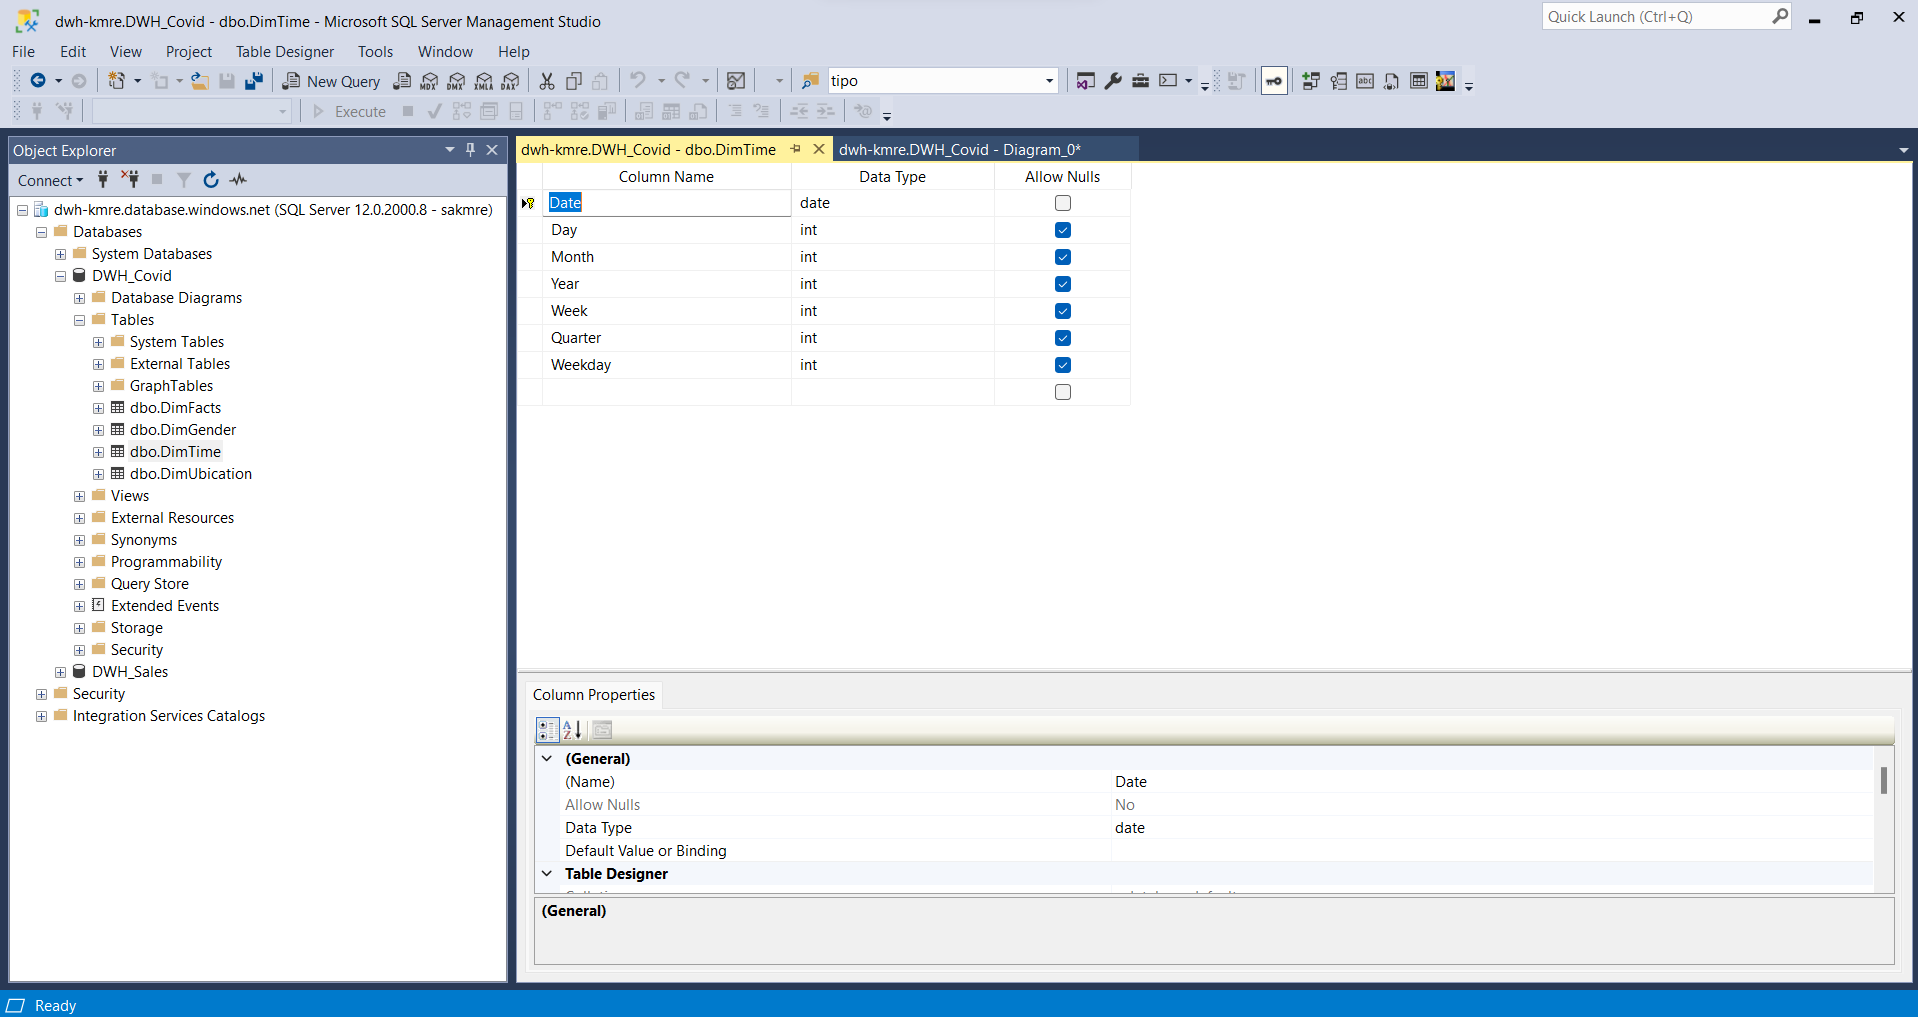 dwh-kmre.DWH_Covid - dbo.DimTime - Microsoft SQL Server Management Studio
Quick Launch (Ctrl+Q)
File Edit View Project Table Designer Tools Window Help
New Query MDX DMX XMLA DAX tipo abc
Execute
Object Explorer
Connect
dwh-kmre.database.windows.net (SQL Server 12.0.2000.8 - sakmre)
Databases
System Databases
DWH_Covid
Database Diagrams
Tables
System Tables
External Tables
GraphTables
dbo.DimFacts
dbo.DimGender
dbo.DimTime
dbo.DimUbication
Views
External Resources
Synonyms
Programmability
Query Store
Extended Events
Storage
Security
DWH_Sales
Security
Integration Services Catalogs
dwh-kmre.DWH_Covid - dbo.DimTime
dwh-kmre.DWH_Covid - Diagram_0*
Column Name Data Type Allow Nulls
Date date
Day int
Month int
Year int
Week int
Quarter int
Weekday int
Column Properties
A Z
(General)
(Name) Date
Allow Nulls No
Data Type date
Default Value or Binding
Table Designer
(General)
Ready